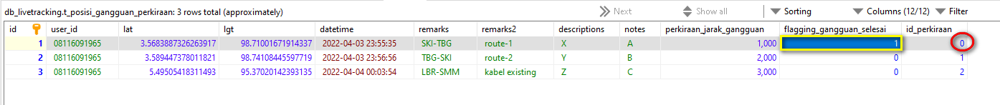 db_livetracking.t_posisi_gangguan_perkiraan: 3 rows total (approximately) Next Show all Sorting Columns (12/12) Filter
id user_id lat lgt datetime remarks remarks2 descriptions notes perkiraan_jarak_gangguan flagging_gangguan_selesai id_perkiraan
1 08116091965 3.5683887326263917 98.71001671914337 2022-04-03 23:55:35 SKI-TBG route-1 X A 1,000 1 0
2 08116091965 3.589447378011821 98.74108445597719 2022-04-03 23:56:56 TBG-SKI route-2 Y B 2,000 0 1
3 08116091965 5.49505418311493 95.37020142393135 2022-04-04 00:03:54 LBR-SMM kabel existing Z C 3,000 0 2